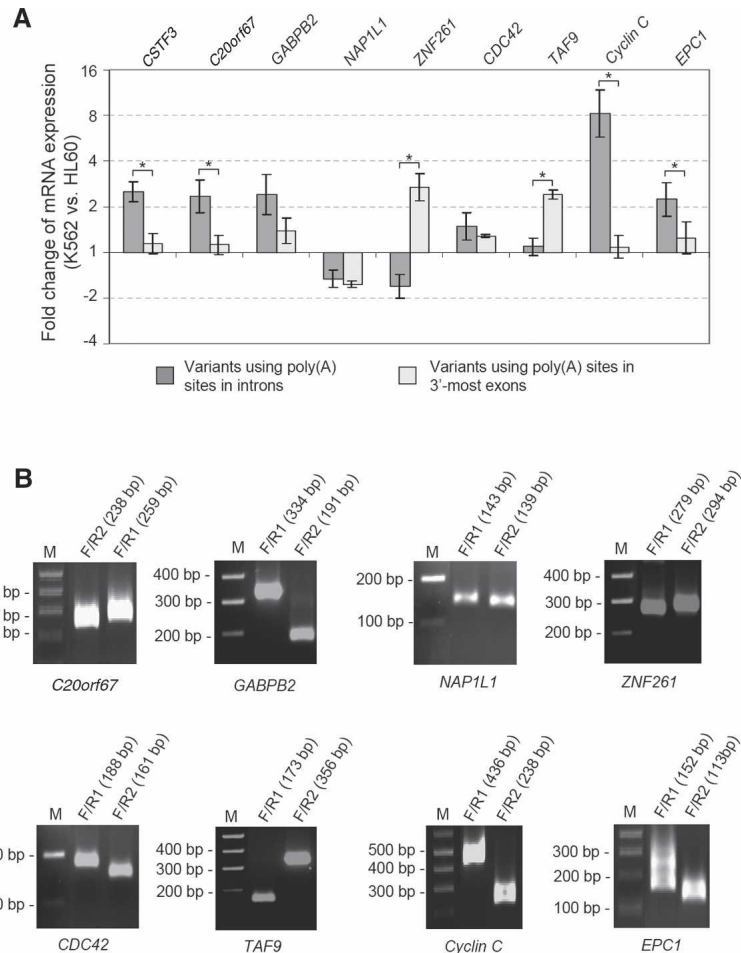 A
CSTF3 C20orf67 GABPB2 NAP1L1 ZNF261 CDC42 TAF9 Cyclin C EPC1
Fold change of mRNA expression
(K562 vs. HL60)
16
8
4
2
1
-2
-4
* * * * * *
Variants using poly(A)
sites in introns
Variants using poly(A) sites in
3'-most exons
B
M F/R2 (238 bp) F/R1 (259 bp)
bp -
bp -
bp -
C20orf67
M F/R1 (334 bp) F/R2 (191 bp)
400 bp -
300 bp -
200 bp -
GABPB2
M F/R1 (143 bp) F/R2 (139 bp)
200 bp -
100 bp -
NAP1L1
M F/R1 (279 bp) F/R2 (294 bp)
400 bp -
300 bp -
200 bp -
ZNF261
M F/R1 (188 bp) F/R2 (161 bp)
0 bp -
0 bp -
CDC42
M F/R1 (173 bp) F/R2 (356 bp)
400 bp -
300 bp -
200 bp -
TAF9
M F/R1 (436 bp) F/R2 (238 bp)
500 bp -
400 bp -
300 bp -
Cyclin C
M F/R1 (152 bp) F/R2 (113bp)
300 bp -
200 bp -
100 bp -
EPC1